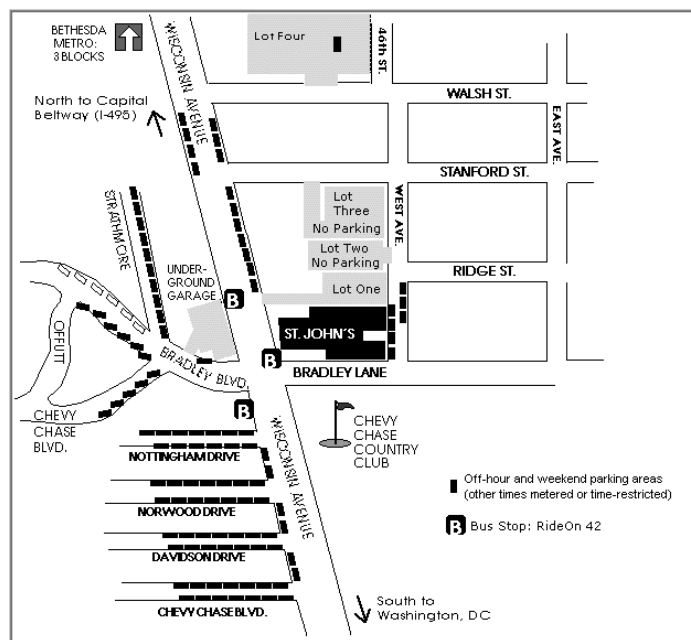 BETHESDA
METRO:
3 BLOCKS
Lot Four
46th ST.
WISCONSIN AVENUE
WALSH ST.
North to Capital
Beltway (I-495)
EAST AVE.
STANFORD ST.
STRATHMORE
Lot
Three
No Parking
WEST AVE.
Lot Two
No Parking
UNDER-
GROUND
GARAGE
B
RIDGE ST.
Lot One
OFFUTT
ST. JOHN'S
B
BRADLEY BLVD.
BRADLEY LANE
B
CHEVY
CHASE
BLVD.
WISCONSIN AVENUE
CHEVY
CHASE
COUNTRY
CLUB
NOTTINGHAM DRIVE
Off-hour and weekend parking areas
(other times metered or time-restricted)
NORWOOD DRIVE
B Bus Stop: RideOn 42
DAVIDSON DRIVE
CHEVY CHASE BLVD.
South to
Washington, DC